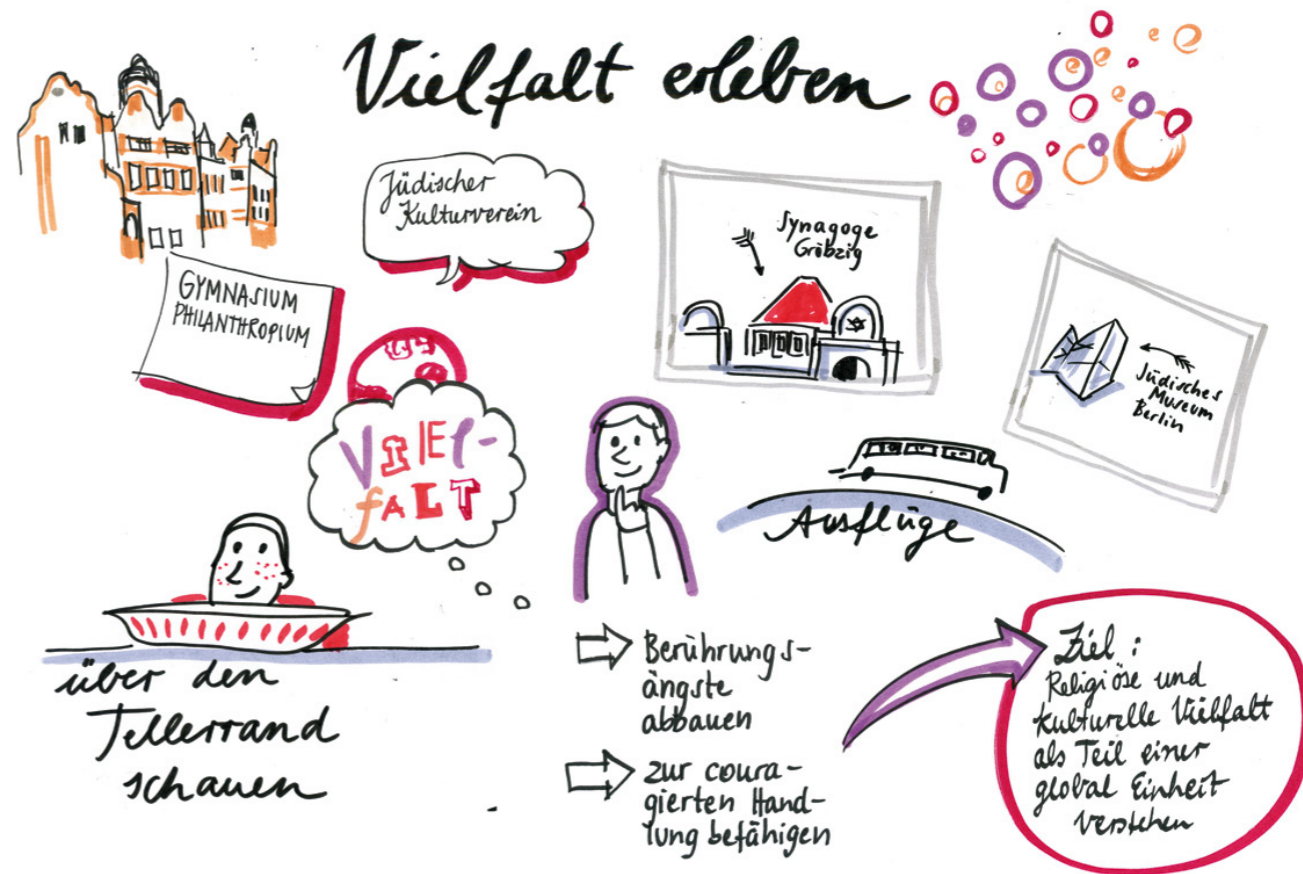 Vielfalt erleben
Jüdischer
Kulturverein
Synagoge
Gröbzig
GYMNASIUM
PHILANTHROPIUM
Jüdisches
Museum
Berlin
VIEL-
fALT
Ausflüge
über den
Tellerrand
schauen
Berührungs-
ängste
abbauen
zur coura-
gierten Hand-
lung befähigen
Ziel:
Religiöse und
kulturelle Vielfalt
als Teil einer
global Einheit
verstehen